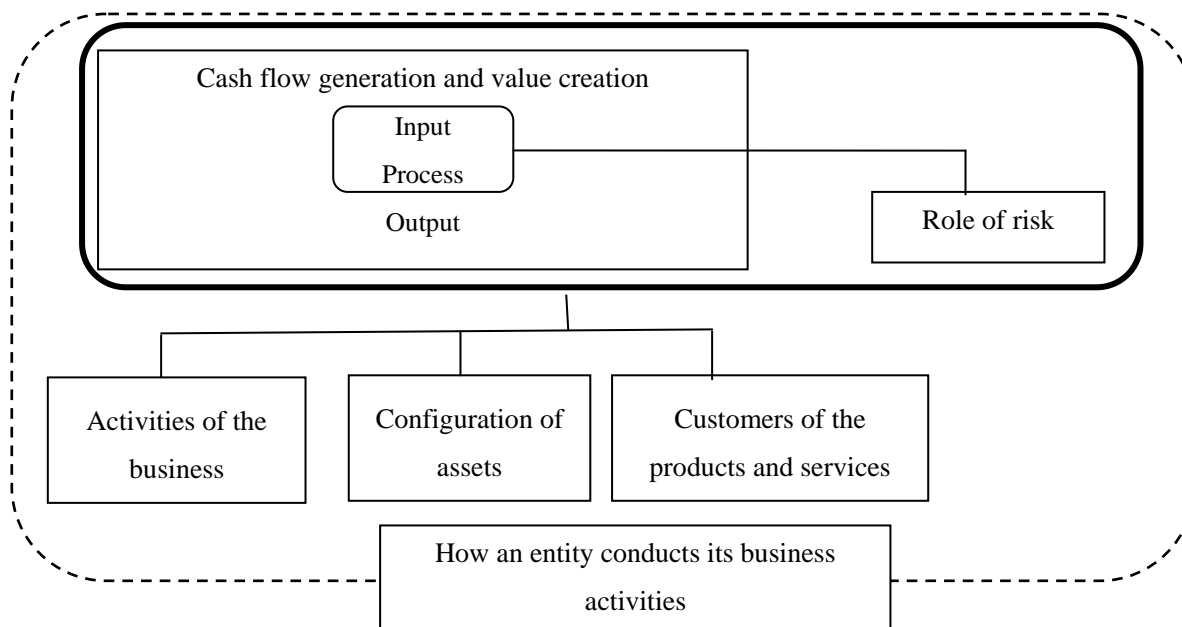 Cash flow generation and value creation
Input
Process
Output
Role of risk
Activities of the
business
Configuration of
assets
Customers of the
products and services
How an entity conducts its business
activities